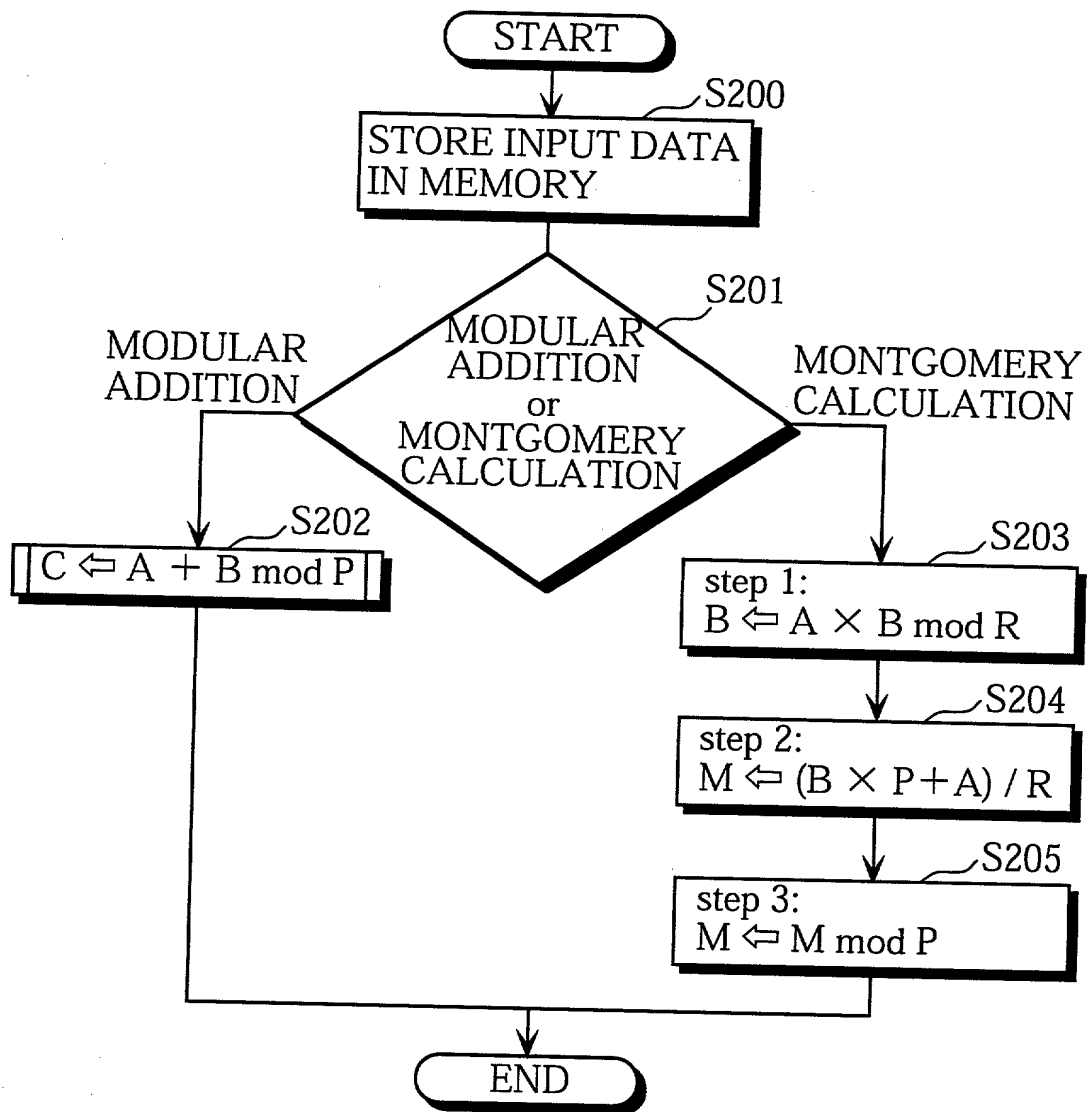 START
S200
STORE INPUT DATA
IN MEMORY
S201
MODULAR
ADDITION
or
MONTGOMERY
CALCULATION
MODULAR
ADDITION
MONTGOMERY
CALCULATION
S202
C ⇦ A + B mod P
S203
step 1:
B ⇦ A × B mod R
S204
step 2:
M ⇦ (B × P+A) / R
S205
step 3:
M ⇦ M mod P
END